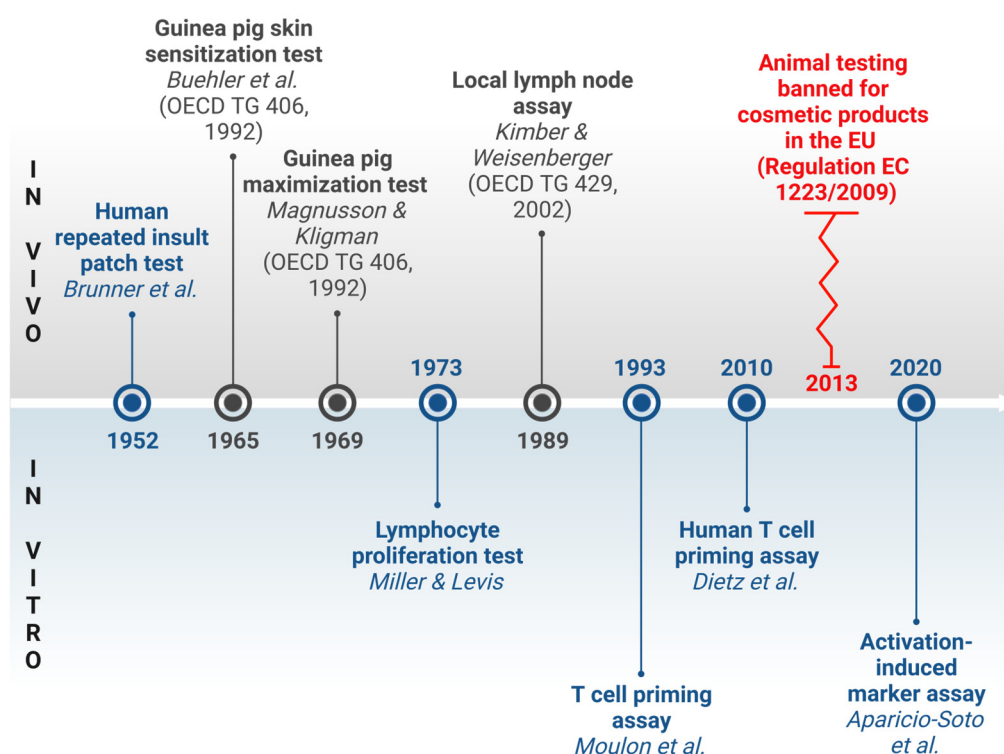 Guinea pig skin
sensitization test
Buehler et al.
(OECD TG 406,
1992)
Local lymph node
assay
Kimber &
Weisenberger
(OECD TG 429,
2002)
Animal testing
banned for
cosmetic products
in the EU
(Regulation EC
1223/2009)
Guinea pig
maximization test
Magnusson &
Kligman
(OECD TG 406,
1992)
IN VIVO
Human
repeated insult
patch test
Brunner et al.
1973
1993
2010
2013
2020
1952
1965
1969
1989
IN VITRO
Lymphocyte
proliferation test
Miller & Levis
Human T cell
priming assay
Dietz et al.
T cell priming
assay
Moulon et al.
Activation-
induced
marker assay
Aparicio-Soto
et al.